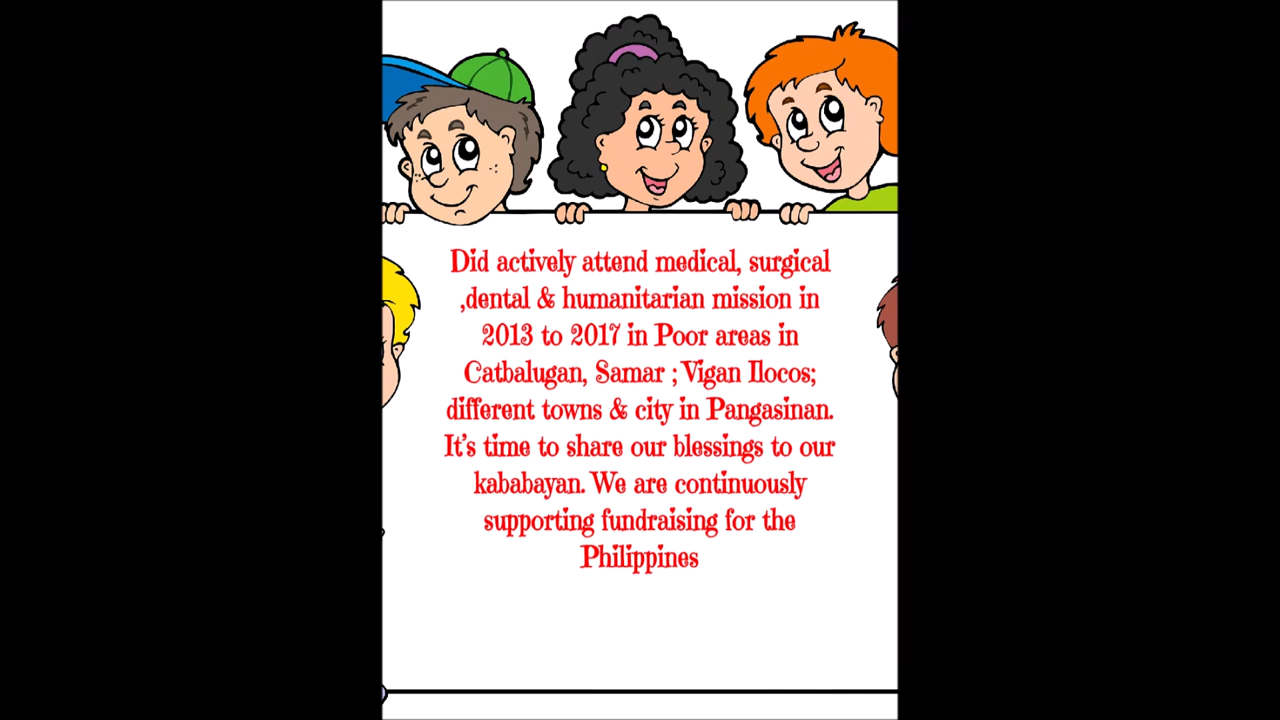 Did actively attend medical, surgical
,dental & humanitarian mission in
2013 to 2017 in Poor areas in
Catbalugan, Samar ; Vigan Ilocos;
different towns & city in Pangasinan.
It's time to share our blessings to our
kababayan. We are continuously
supporting fundraising for the
Philippines